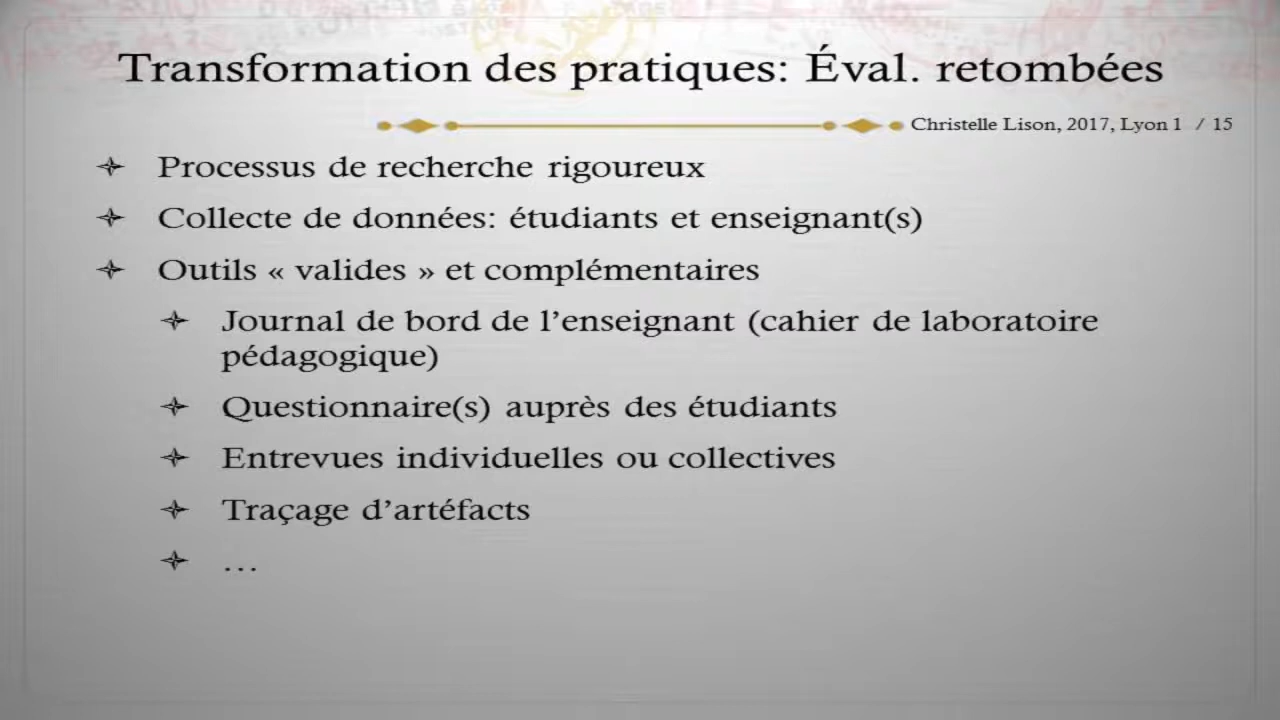 Transformation des pratiques: Éval. retombées
Christelle Lison, 2017, Lyon 1 / 15
Processus de recherche rigoureux
Collecte de données: étudiants et enseignant(s)
Outils « valides » et complémentaires
Journal de bord de l’enseignant (cahier de laboratoire
pédagogique)
Questionnaire(s) auprès des étudiants
Entrevues individuelles ou collectives
Traçage d’artéfacts
…